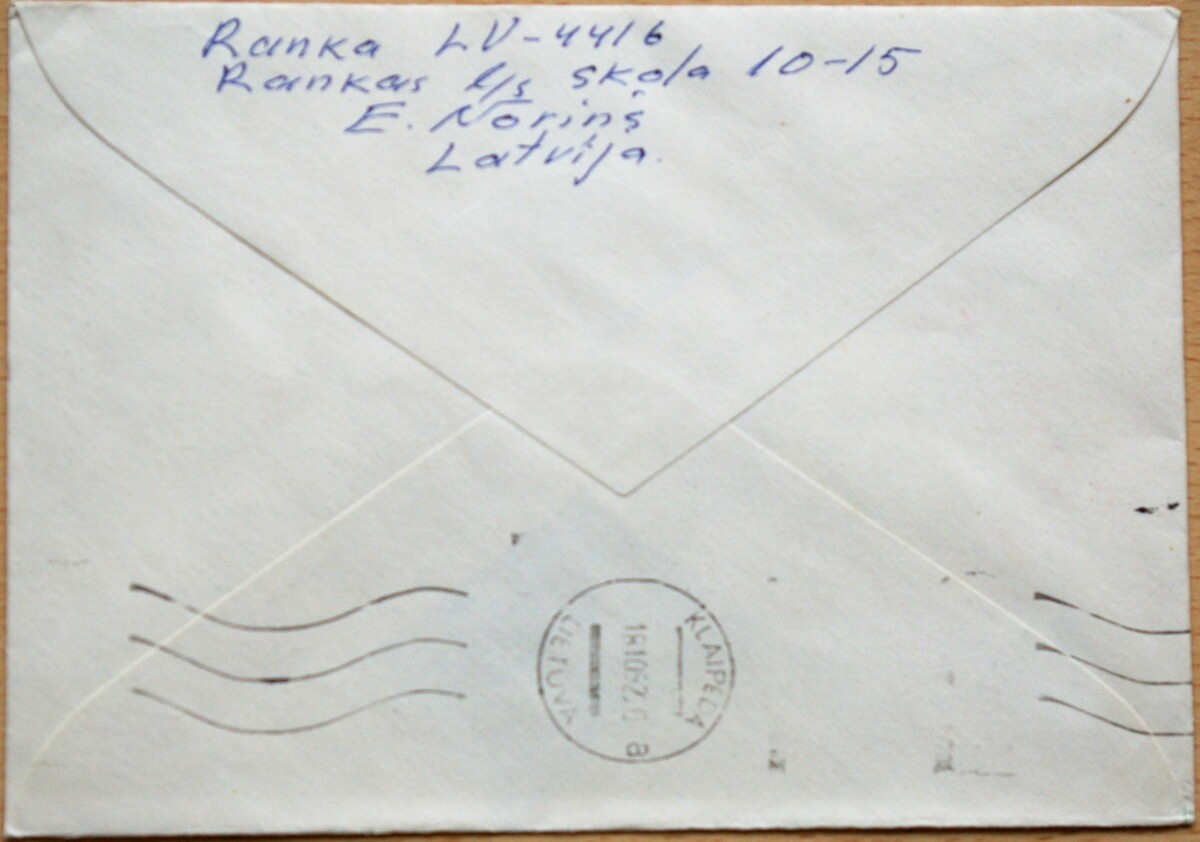 Ranka LV-4416
Rankas l/s skola 10-15
E. Noriņš
Latvija.
KLAIPĖDA
LIETUVA
a